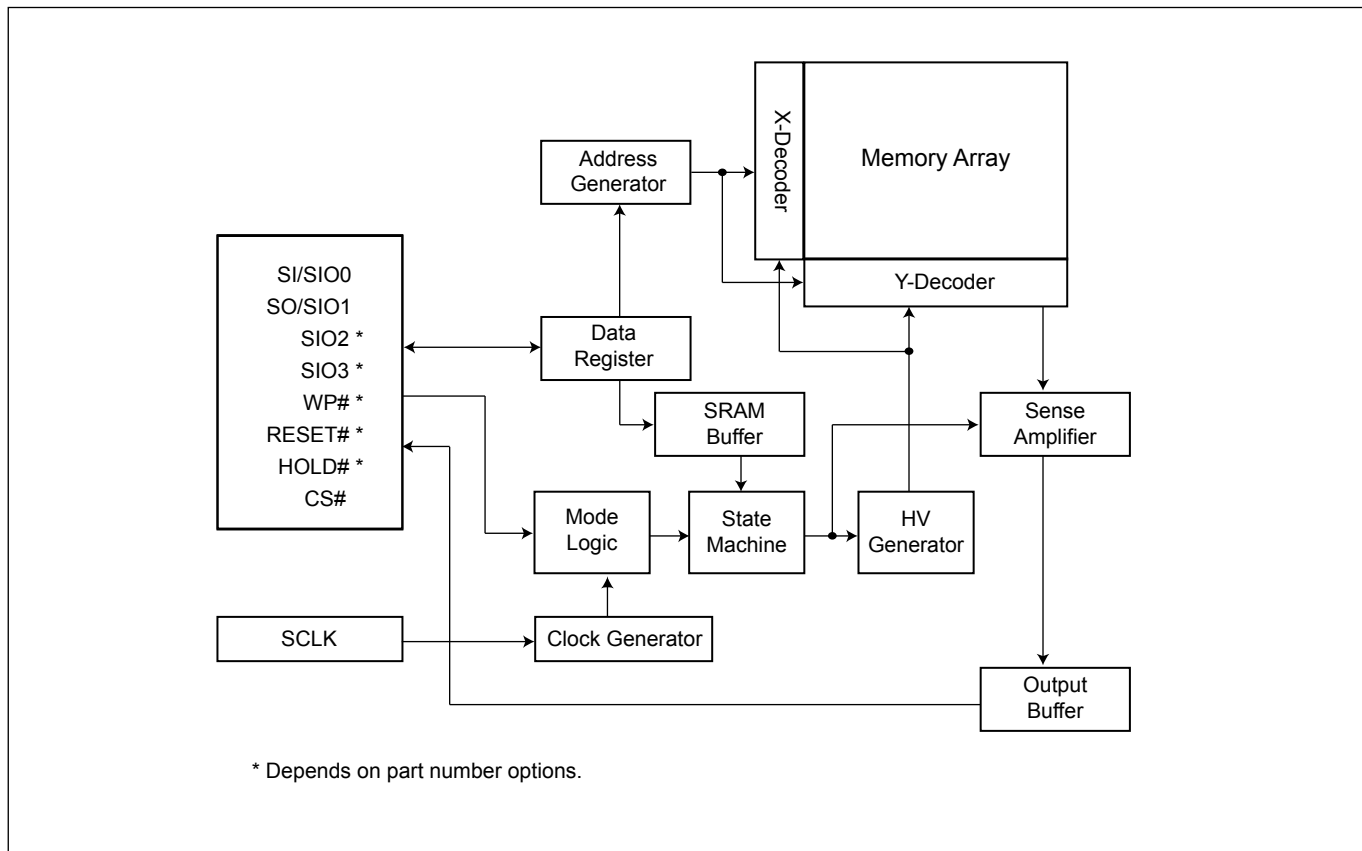 X-Decoder
Memory Array
Address
Generator
Y-Decoder
SI/SIO0
SO/SIO1
SIO2 *
SIO3 *
WP# *
RESET# *
HOLD# *
CS#
Data
Register
SRAM
Buffer
Sense
Amplifier
Mode
Logic
State
Machine
HV
Generator
SCLK
Clock Generator
Output
Buffer
* Depends on part number options.